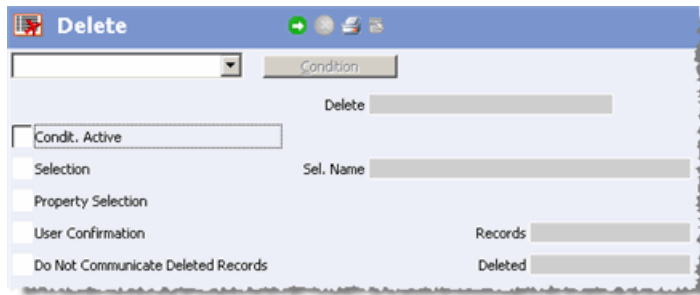 Delete
Condition
Delete
Condit. Active
Selection Sel. Name
Property Selection
User Confirmation Records
Do Not Communicate Deleted Records Deleted